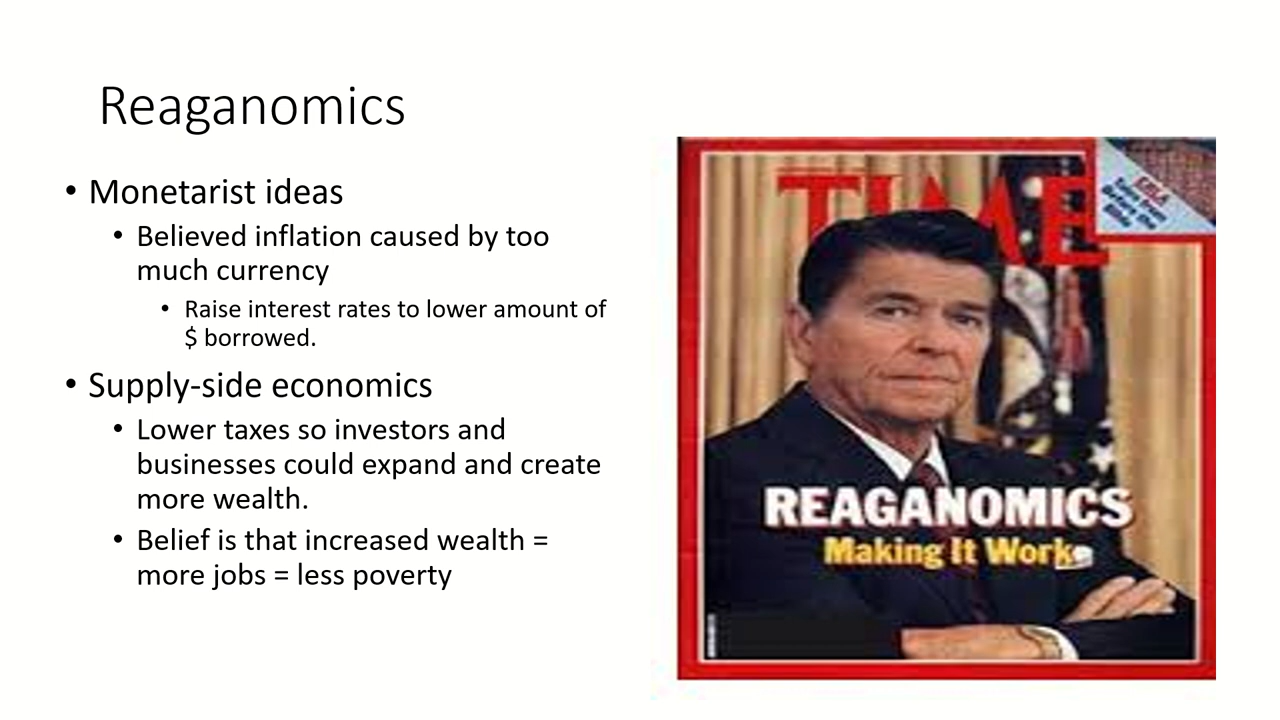 Reaganomics
• Monetarist ideas
• Believed inflation caused by too
much currency
• Raise interest rates to lower amount of
$ borrowed.
• Supply-side economics
• Lower taxes so investors and
businesses could expand and create
more wealth.
• Belief is that increased wealth =
more jobs = less poverty
TIME
REAGANOMICS
Making It Work